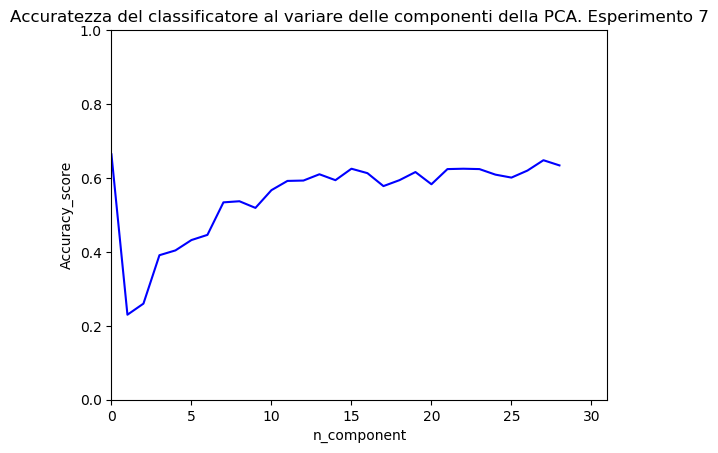 Accuratezza del classificatore al variare delle componenti della PCA. Esperimento 7
1.0
0.8
0.6
0.4
0.2
0.0
Accuracy_score
0 5 10 15 20 25 30
n_component